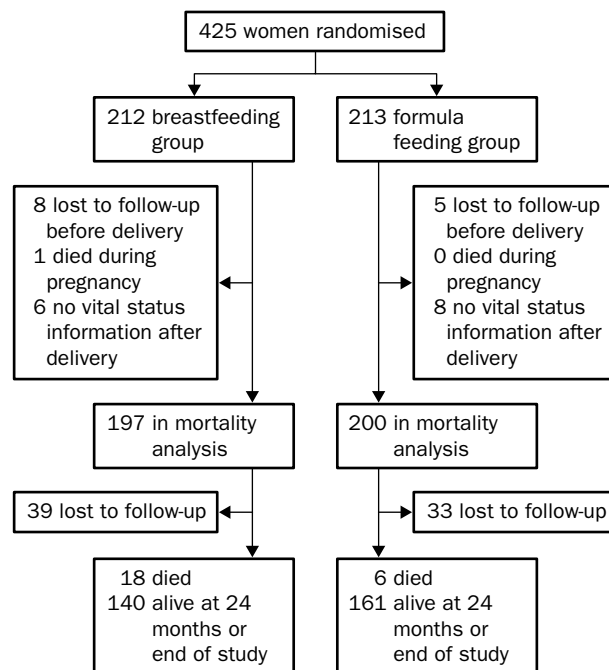 425 women randomised
212 breastfeeding
group
213 formula
feeding group
8 lost to follow-up
before delivery
1 died during
pregnancy
6 no vital status
information after
delivery
5 lost to follow-up
before delivery
0 died during
pregnancy
8 no vital status
information after
delivery
197 in mortality
analysis
200 in mortality
analysis
39 lost to follow-up
33 lost to follow-up
18 died
140 alive at 24
months or
end of study
6 died
161 alive at 24
months or
end of study